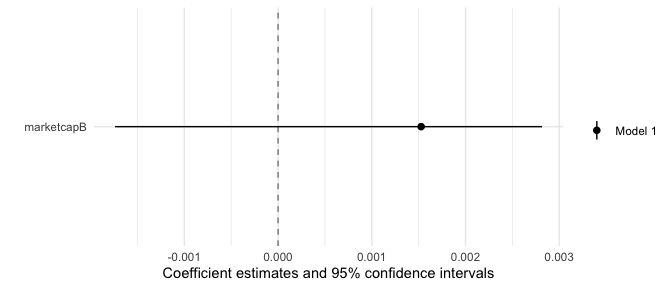 marketcapB
Model 1
-0.001 0.000 0.001 0.002 0.003
Coefficient estimates and 95% confidence intervals